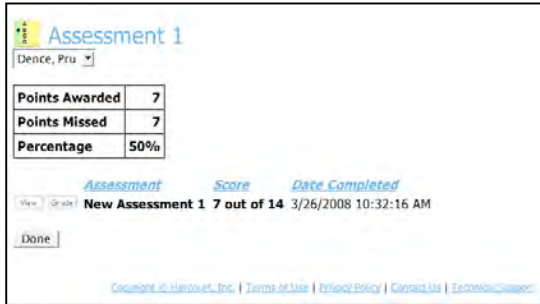 Assessment 1
Dence, Pru
Points Awarded 7
Points Missed 7
Percentage 50%
Assessment Score Date Completed
View Grade New Assessment 1 7 out of 14 3/26/2008 10:32:16 AM
Done
Copyright © Harcourt, Inc. | Terms of Use | Privacy Policy | Contact Us | Technical Support